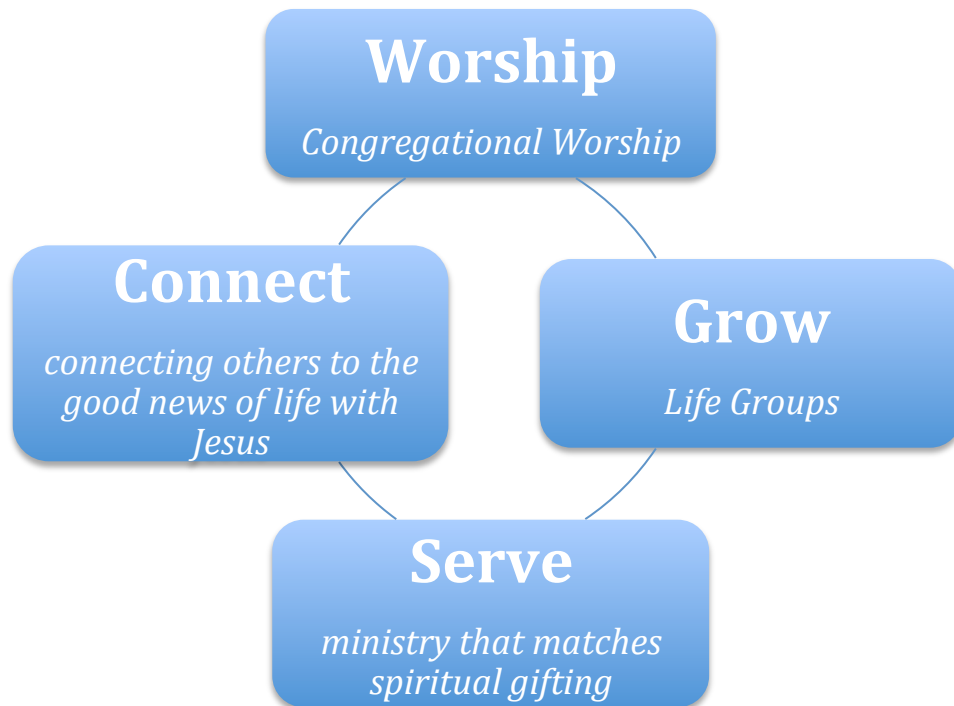 Worship
Congregational Worship
Connect
connecting others to the
good news of life with
Jesus
Grow
Life Groups
Serve
ministry that matches
spiritual gifting